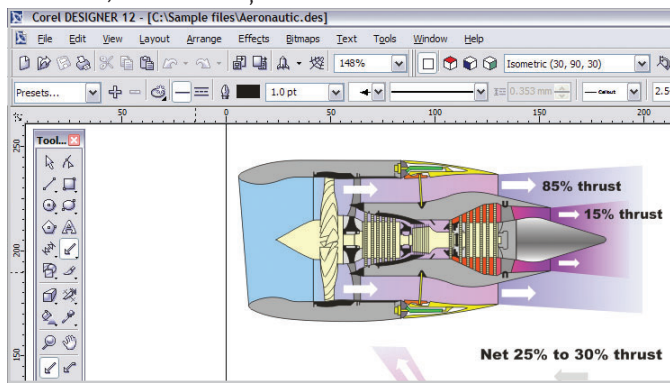 Corel DESIGNER 12 - [C:\Sample files\Aeronautic.des]
File Edit View Layout Arrange Effects Bitmaps Text Tools Window Help
148% Isometric (30, 90, 30)
Presets... 1.0 pt 0.353 mm Callout 2.5
50 0 50 100 150 200
Tool...
250
200
150
85% thrust
15% thrust
Net 25% to 30% thrust